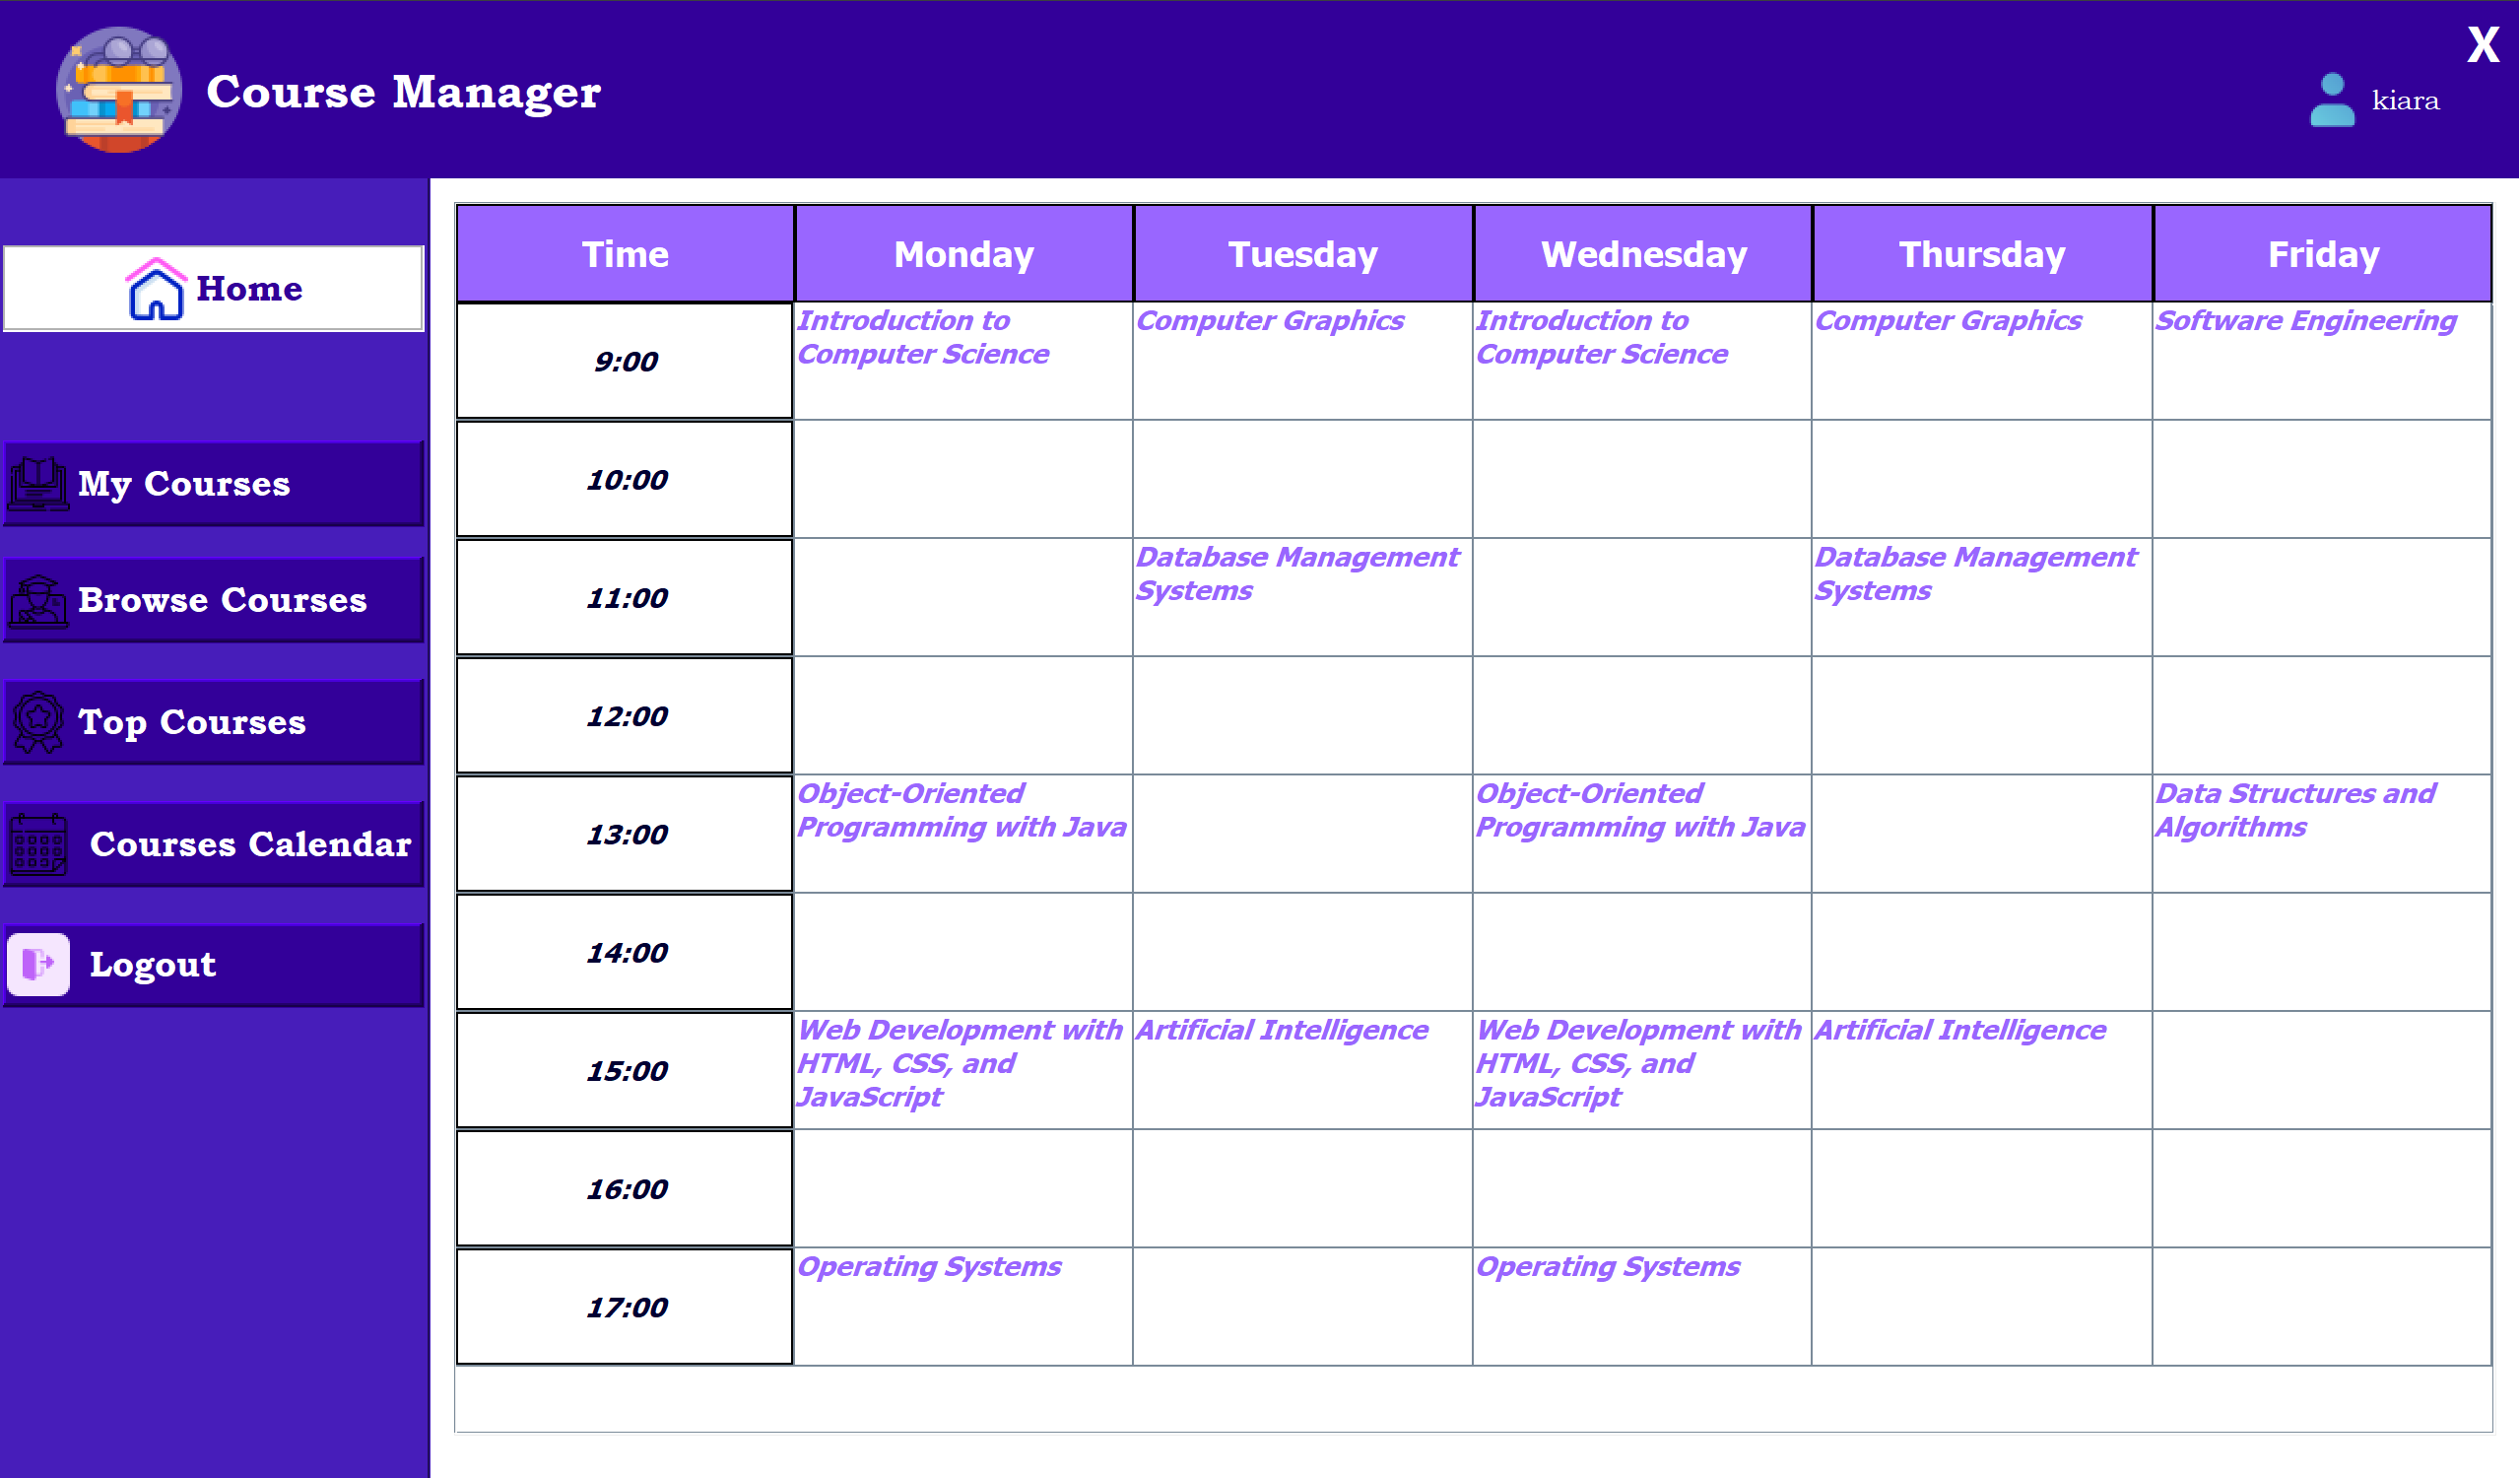 X
Course Manager
kiara
Home
My Courses
Browse Courses
Top Courses
Courses Calendar
Logout
Time Monday Tuesday Wednesday Thursday Friday
9:00
Introduction to
Computer Science
Computer Graphics
Introduction to
Computer Science
Computer Graphics
Software Engineering
10:00
11:00
Database Management
Systems
Database Management
Systems
12:00
13:00
Object-Oriented
Programming with Java
Object-Oriented
Programming with Java
Data Structures and
Algorithms
14:00
15:00
Web Development with
HTML, CSS, and
JavaScript
Artificial Intelligence
Web Development with
HTML, CSS, and
JavaScript
Artificial Intelligence
16:00
17:00
Operating Systems
Operating Systems